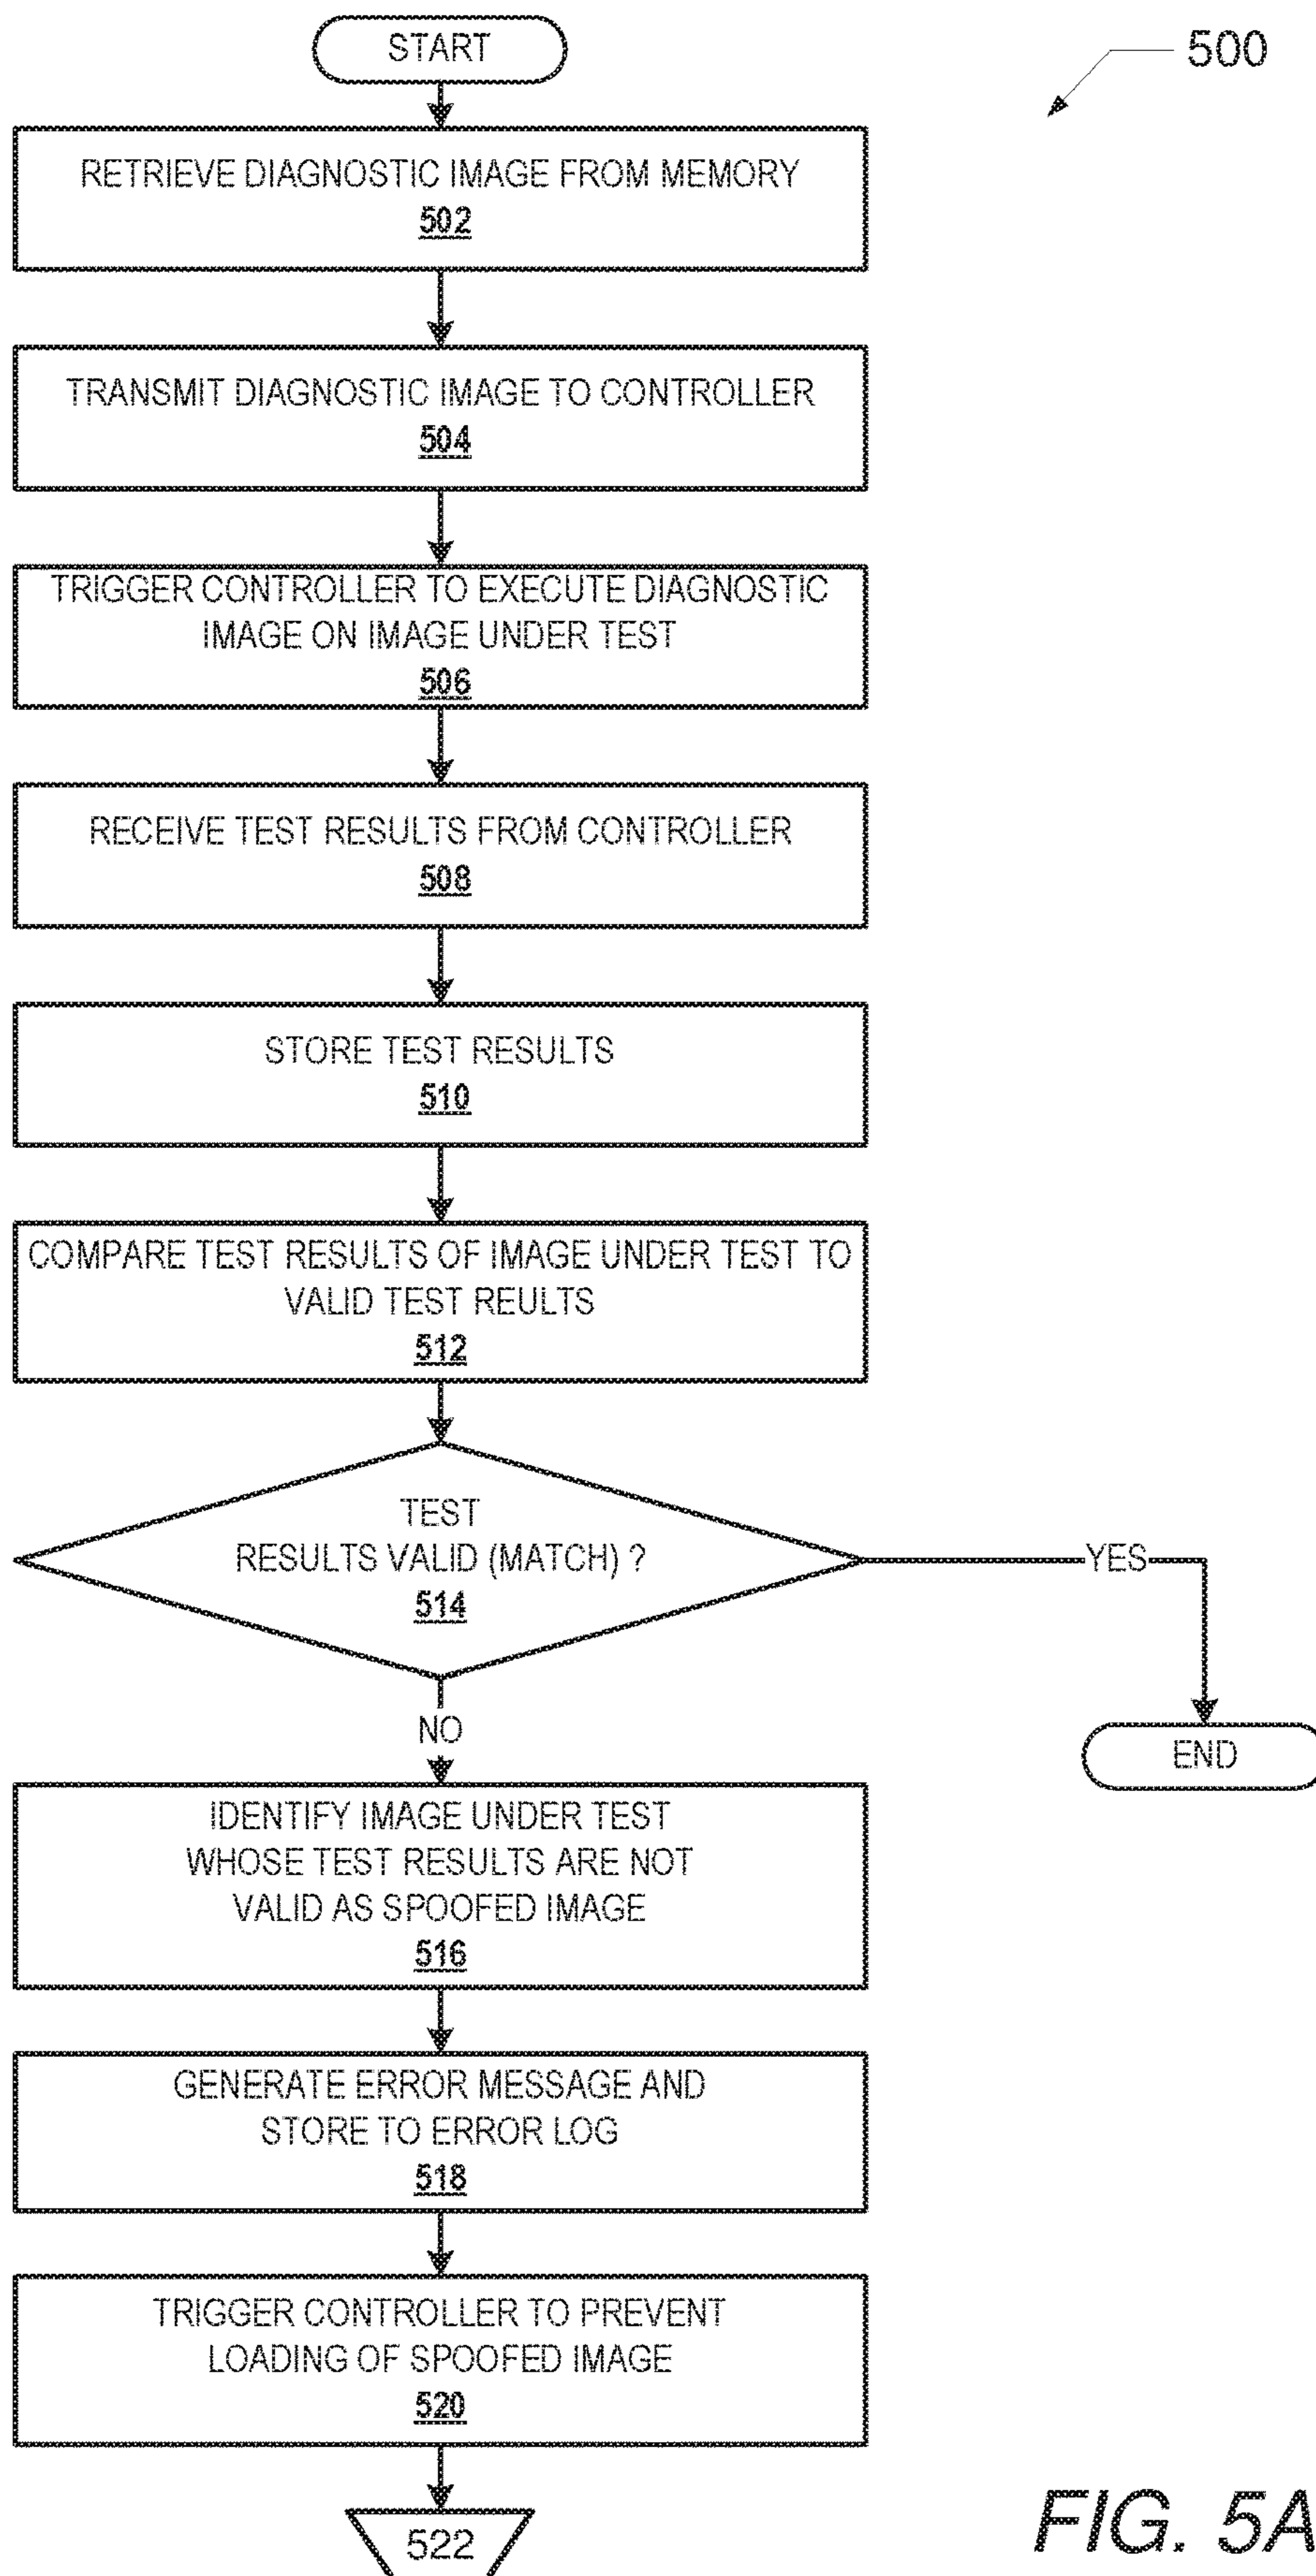 START
500
RETRIEVE DIAGNOSTIC IMAGE FROM MEMORY
502
TRANSMIT DIAGNOSTIC IMAGE TO CONTROLLER
504
TRIGGER CONTROLLER TO EXECUTE DIAGNOSTIC
IMAGE ON IMAGE UNDER TEST
506
RECEIVE TEST RESULTS FROM CONTROLLER
508
STORE TEST RESULTS
510
COMPARE TEST RESULTS OF IMAGE UNDER TEST TO
VALID TEST REULTS
512
TEST
RESULTS VALID (MATCH) ?
514
YES
NO
END
IDENTIFY IMAGE UNDER TEST
WHOSE TEST RESULTS ARE NOT
VALID AS SPOOFED IMAGE
516
GENERATE ERROR MESSAGE AND
STORE TO ERROR LOG
518
TRIGGER CONTROLLER TO PREVENT
LOADING OF SPOOFED IMAGE
520
522
FIG. 5A